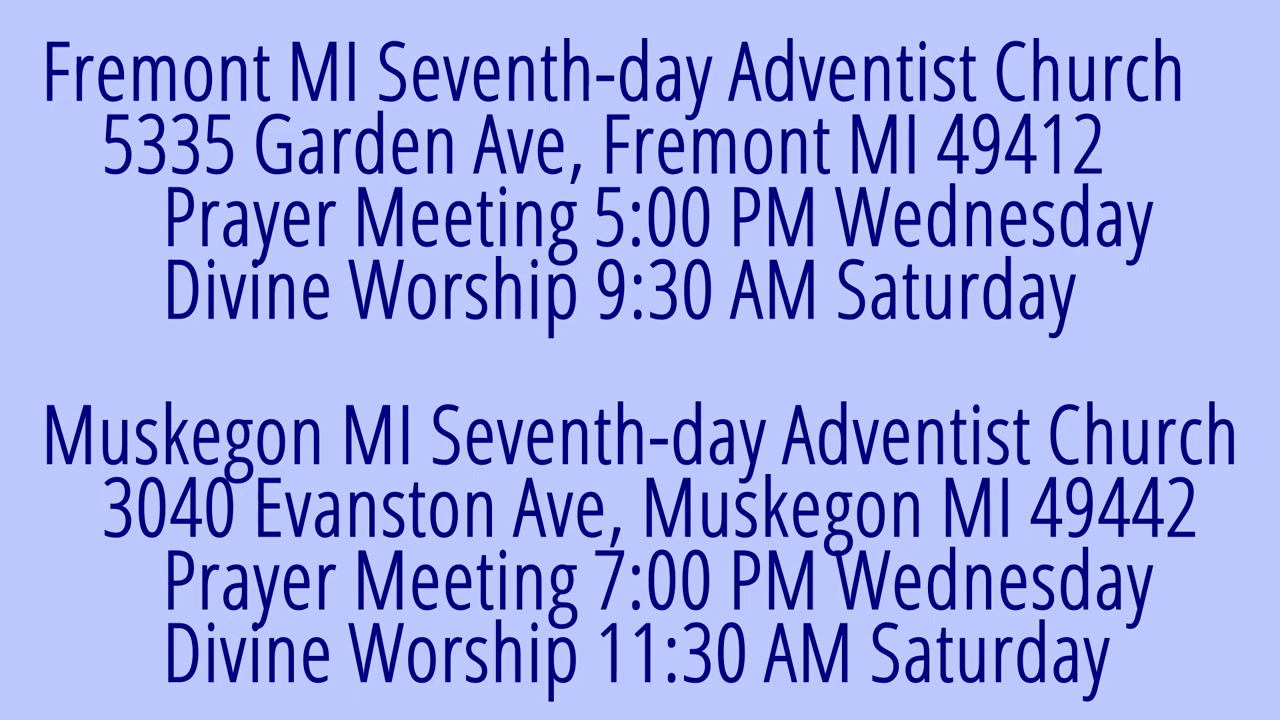 Fremont MI Seventh-day Adventist Church
5335 Garden Ave, Fremont MI 49412
Prayer Meeting 5:00 PM Wednesday
Divine Worship 9:30 AM Saturday
Muskegon MI Seventh-day Adventist Church
3040 Evanston Ave, Muskegon MI 49442
Prayer Meeting 7:00 PM Wednesday
Divine Worship 11:30 AM Saturday